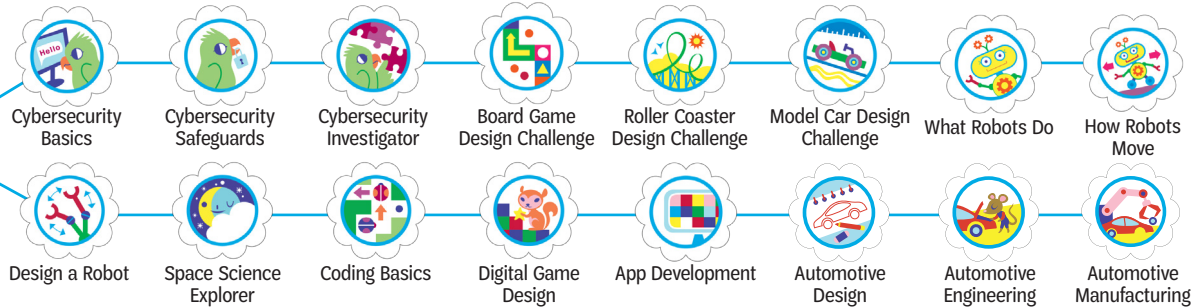 Hello
Cybersecurity
Basics
Cybersecurity
Safeguards
Cybersecurity
Investigator
Board Game
Design Challenge
Roller Coaster
Design Challenge
Model Car Design
Challenge
What Robots Do
How Robots
Move
Design a Robot
Space Science
Explorer
Coding Basics
Digital Game
Design
App Development
Automotive
Design
Automotive
Engineering
Automotive
Manufacturing